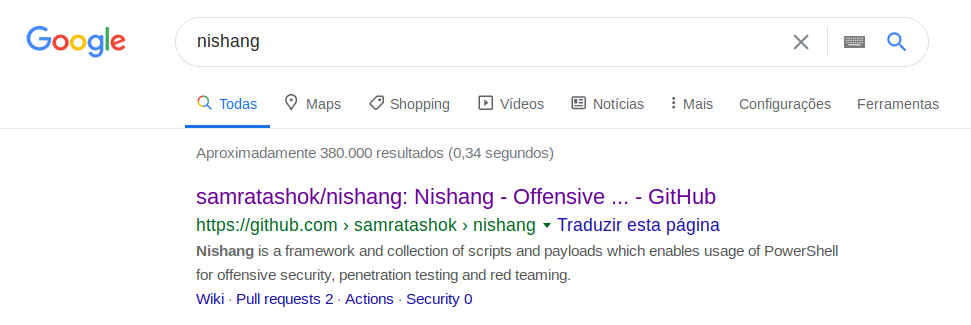 Google nishang
Todas Maps Shopping Vídeos Notícias Mais Configurações Ferramentas
Aproximadamente 380.000 resultados (0,34 segundos)
samratashok/nishang: Nishang - Offensive ... - GitHub
https://github.com › samratashok › nishang Traduzir esta página
Nishang is a framework and collection of scripts and payloads which enables usage of PowerShell
for offensive security, penetration testing and red teaming.
Wiki · Pull requests 2 · Actions · Security 0